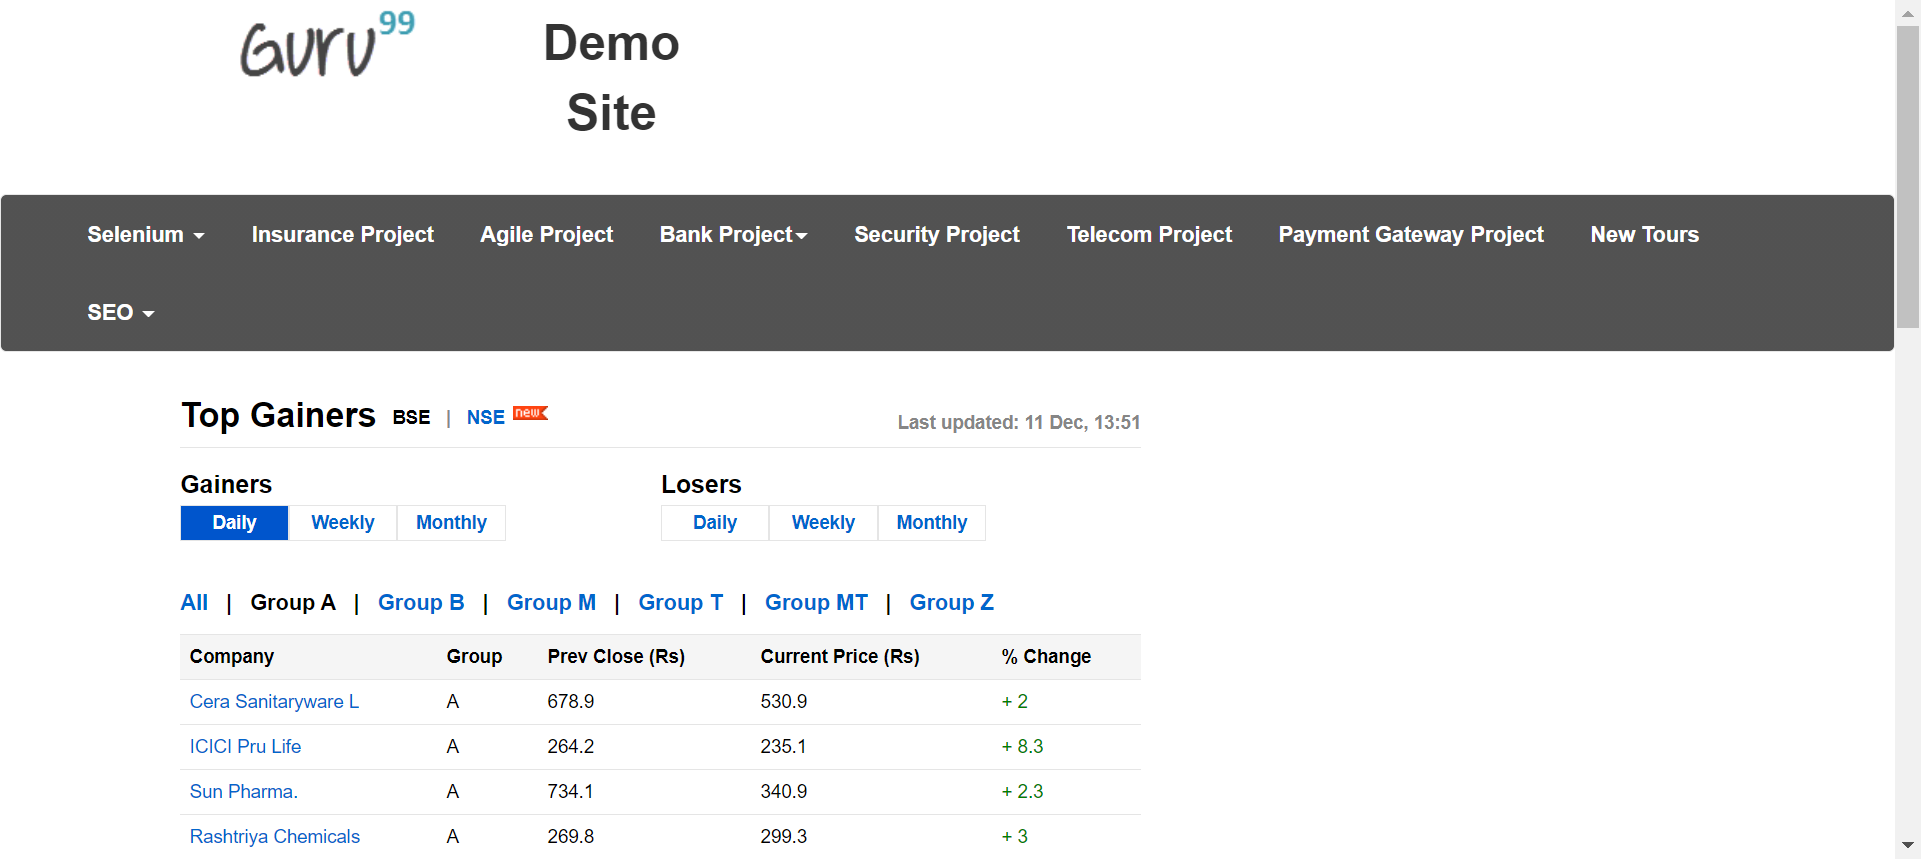 Guru99
Demo
Site
Selenium Insurance Project Agile Project Bank Project Security Project Telecom Project Payment Gateway Project New Tours
SEO
Top Gainers BSE | NSE new Last updated: 11 Dec, 13:51
Gainers Losers
Daily Weekly Monthly Daily Weekly Monthly
All | Group A | Group B | Group M | Group T | Group MT | Group Z
Company Group Prev Close (Rs) Current Price (Rs) % Change
Cera Sanitaryware L A 678.9 530.9 + 2
ICICI Pru Life A 264.2 235.1 + 8.3
Sun Pharma. A 734.1 340.9 + 2.3
Rashtriya Chemicals A 269.8 299.3 + 3